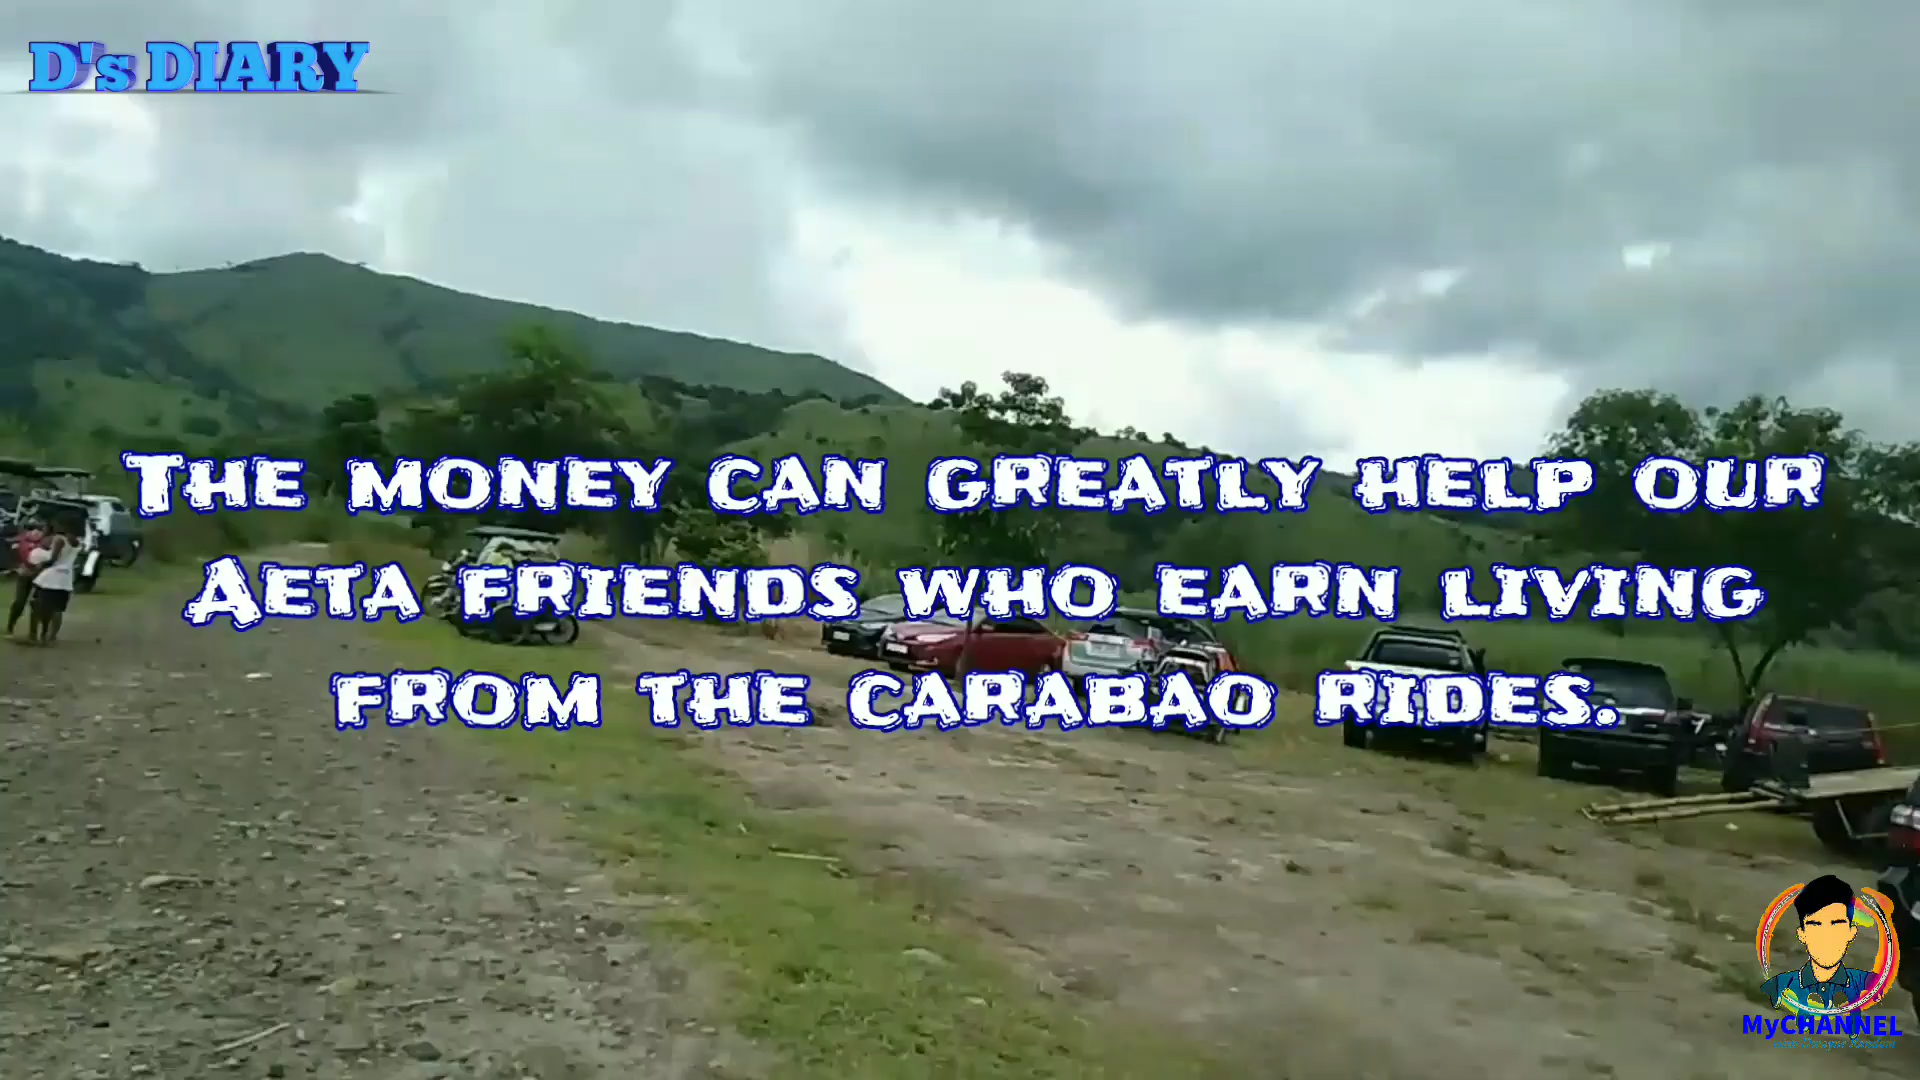 D's DIARY
The money can greatly help our
Aeta friends who earn living
from the carabao rides.
MyCHANNEL